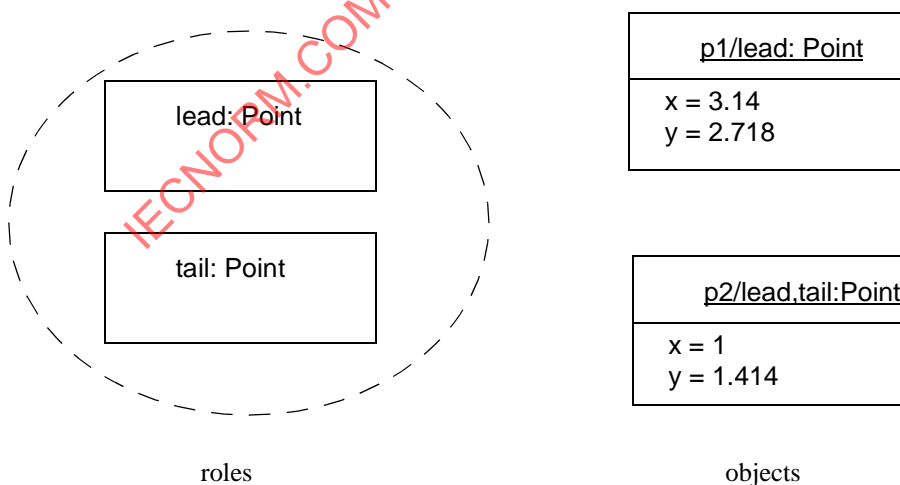 lead: Point
tail: Point
roles
p1/lead: Point
x = 3.14
y = 2.718
p2/lead,tail:Point
x = 1
y = 1.414
objects
IECNORM.COM